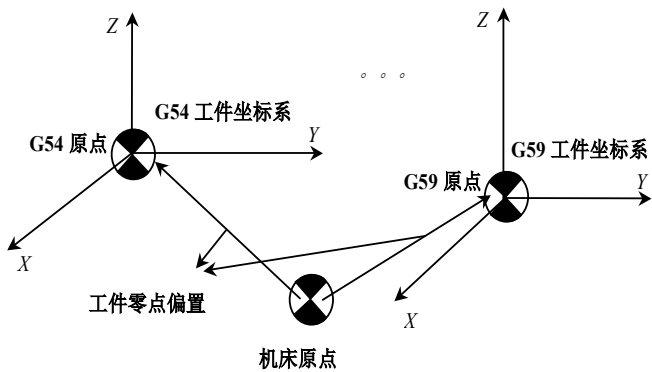 Z
Z
。。。
G54 工件坐标系
G54 原点
Y
G59 工件坐标系
G59 原点
Y
X
工件零点偏置
X
机床原点